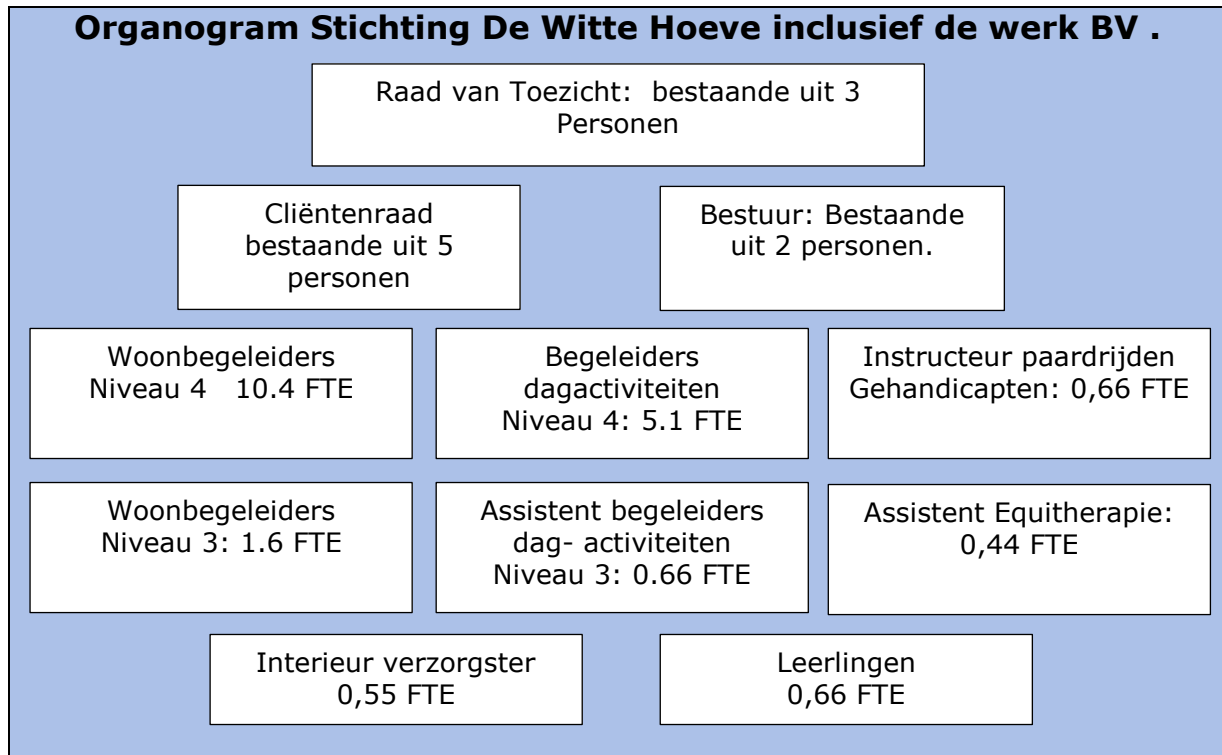 Organogram Stichting De Witte Hoeve inclusief de werk BV .
Raad van Toezicht: bestaande uit 3
Personen
Cliëntenraad
bestaande uit 5
personen
Bestuur: Bestaande
uit 2 personen.
Woonbegeleiders
Niveau 4 10.4 FTE
Begeleiders
dagactiviteiten
Niveau 4: 5.1 FTE
Instructeur paardrijden
Gehandicapten: 0,66 FTE
Woonbegeleiders
Niveau 3: 1.6 FTE
Assistent begeleiders
dag- activiteiten
Niveau 3: 0.66 FTE
Assistent Equitherapie:
0,44 FTE
Interieur verzorgster
0,55 FTE
Leerlingen
0,66 FTE